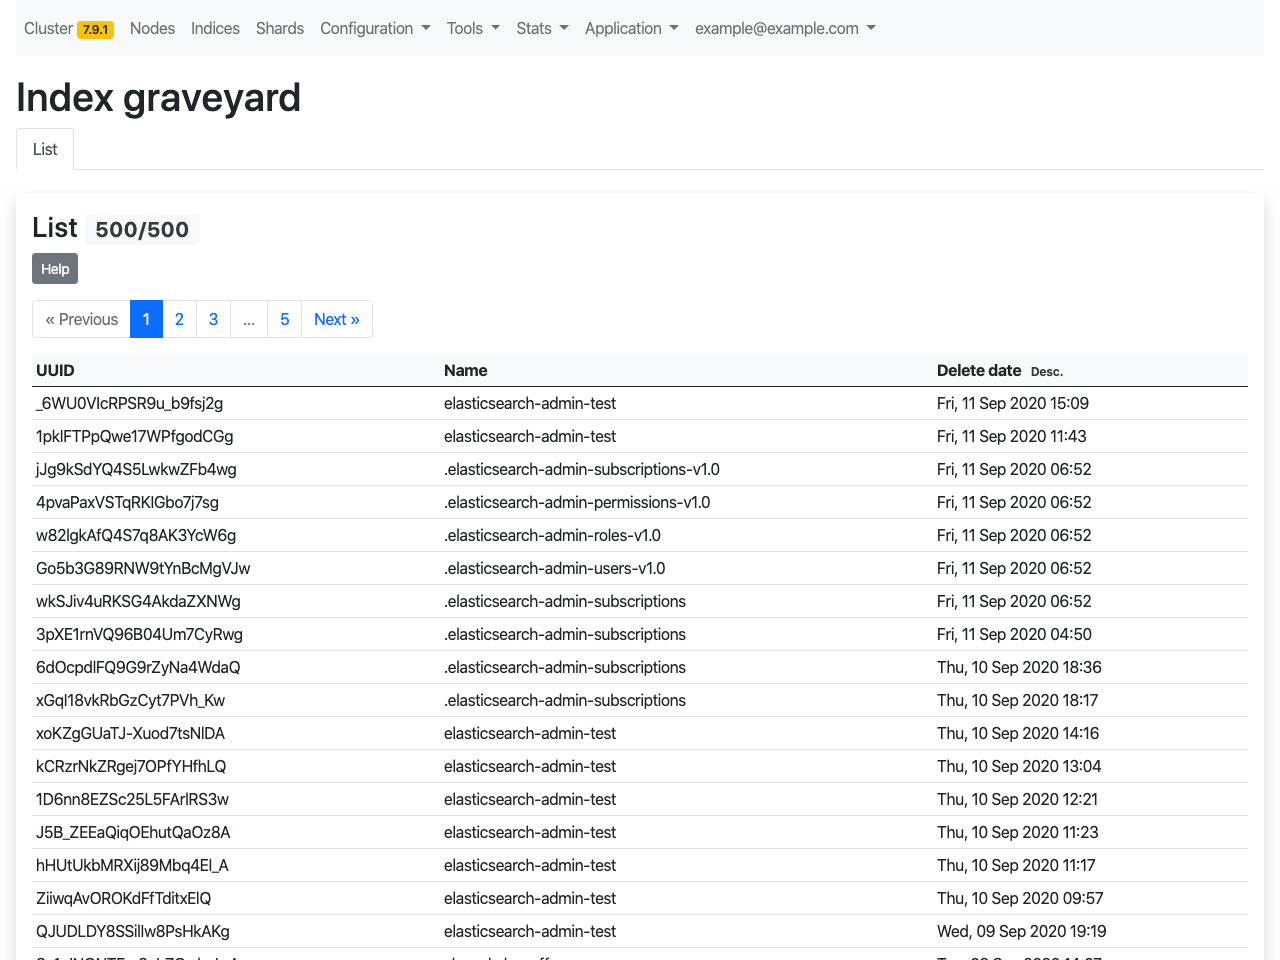 Cluster 7.9.1 Nodes Indices Shards Configuration Tools Stats Application example@example.com
Index graveyard
List
List 500/500
Help
« Previous 1 2 3 ... 5 Next »
UUID Name Delete date Desc.
_6WU0VIcRPSR9u_b9fsj2g elasticsearch-admin-test Fri, 11 Sep 2020 15:09
1pklFTPpQwe17WPfgodCGg elasticsearch-admin-test Fri, 11 Sep 2020 11:43
jJg9kSdYQ4S5LwkwZFb4wg .elasticsearch-admin-subscriptions-v1.0 Fri, 11 Sep 2020 06:52
4pvaPaxVSTqRKlGbo7j7sg .elasticsearch-admin-permissions-v1.0 Fri, 11 Sep 2020 06:52
w82lgkAfQ4S7q8AK3YcW6g .elasticsearch-admin-roles-v1.0 Fri, 11 Sep 2020 06:52
Go5b3G89RNW9tYnBcMgVJw .elasticsearch-admin-users-v1.0 Fri, 11 Sep 2020 06:52
wkSJiv4uRKSG4AkdaZXNWg .elasticsearch-admin-subscriptions Fri, 11 Sep 2020 06:52
3pXE1rnVQ96B04Um7CyRwg .elasticsearch-admin-subscriptions Fri, 11 Sep 2020 04:50
6dOcpdlFQ9G9rZyNa4WdaQ .elasticsearch-admin-subscriptions Thu, 10 Sep 2020 18:36
xGql18vkRbGzCyt7PVh_Kw .elasticsearch-admin-subscriptions Thu, 10 Sep 2020 18:17
xoKZgGUaTJ-Xuod7tsNlDA elasticsearch-admin-test Thu, 10 Sep 2020 14:16
kCRzrNkZRgej7OPfYHfhLQ elasticsearch-admin-test Thu, 10 Sep 2020 13:04
1D6nn8EZSc25L5FArlRS3w elasticsearch-admin-test Thu, 10 Sep 2020 12:21
J5B_ZEEaQiqOEhutQaOz8A elasticsearch-admin-test Thu, 10 Sep 2020 11:23
hHUtUkbMRXij89Mbq4El_A elasticsearch-admin-test Thu, 10 Sep 2020 11:17
ZiiwqAvOROKdFfTditxElQ elasticsearch-admin-test Thu, 10 Sep 2020 09:57
QJUDLDY8SSillw8PsHkAKg elasticsearch-admin-test Wed, 09 Sep 2020 19:19